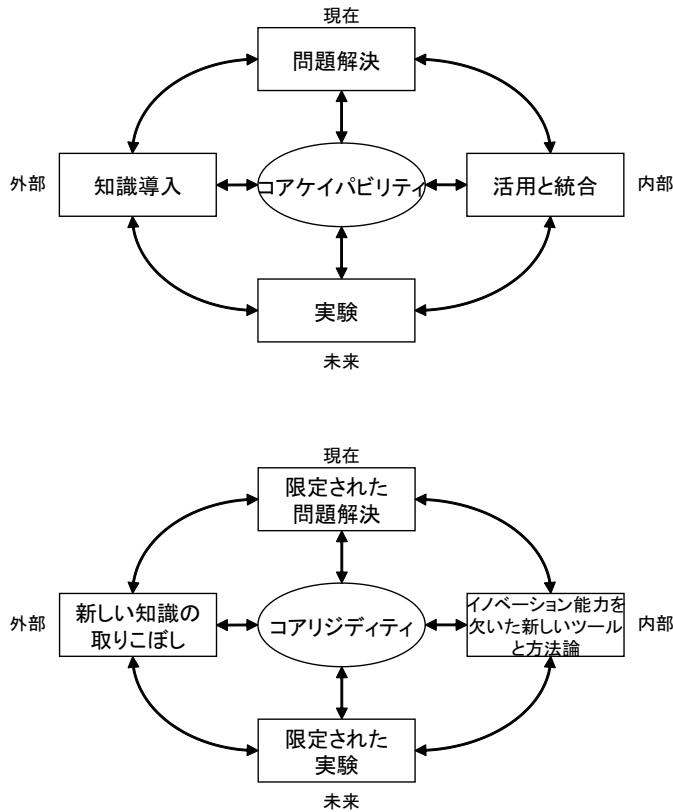 現在
問題解決
外部
知識導入
コアケイパビリティ
活用と統合
内部
実験
未来
現在
限定された
問題解決
外部
新しい知識の
取りこぼし
コアリジディティ
イノベーション能力を
欠いた新しいツール
と方法論
内部
限定された
実験
未来